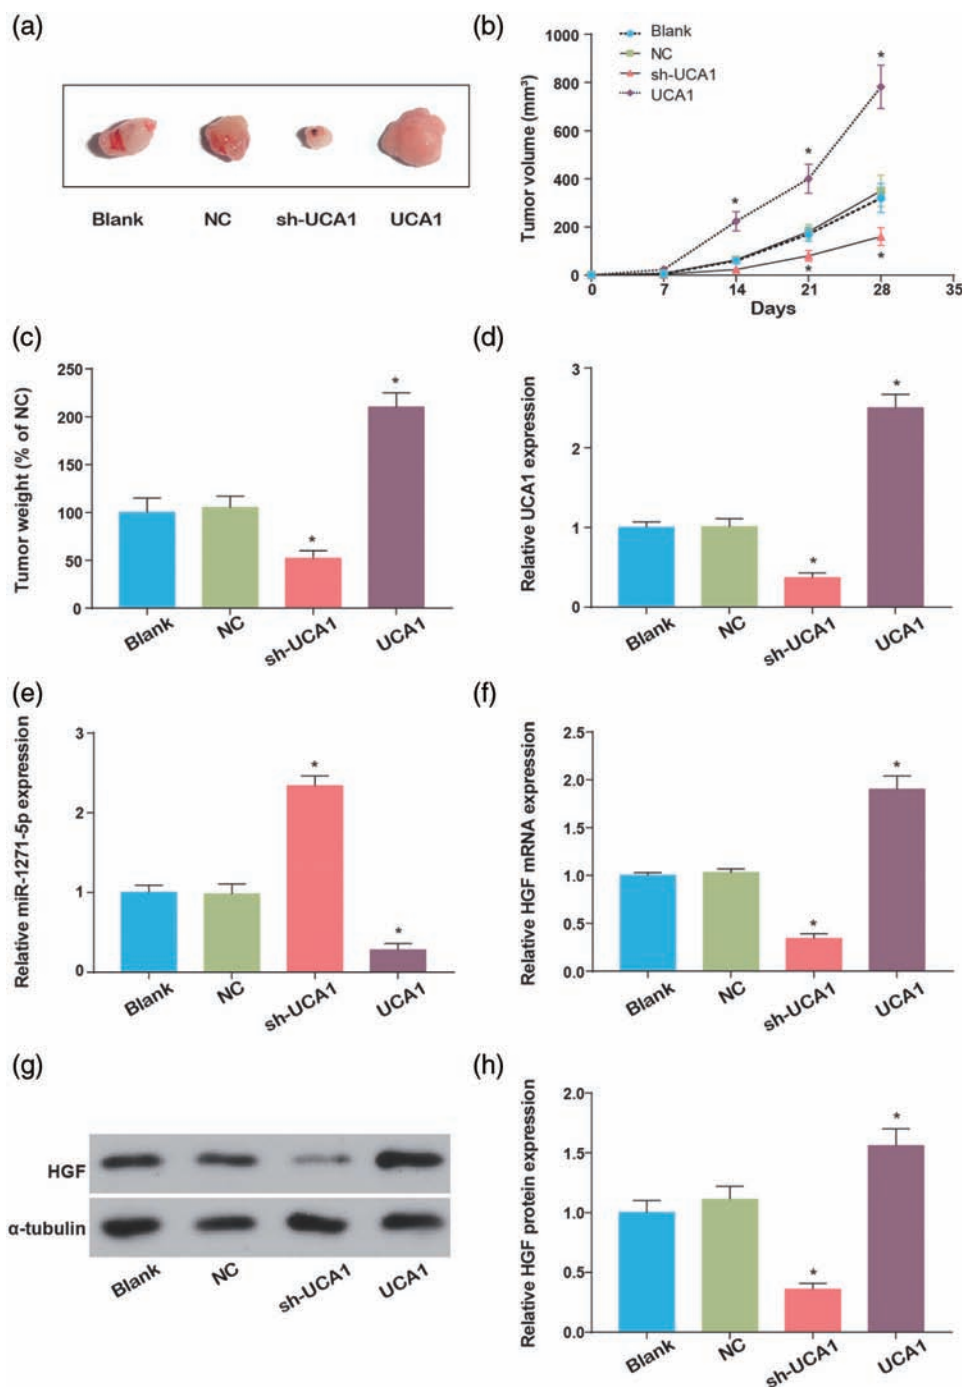 (a)
Blank NC sh-UCA1 UCA1
(b)
Tumor volume (mm³)
1000
800
600
400
200
0
0 7 14 21 28 35
Days
Blank
NC
sh-UCA1
UCA1
* * *
* *
(c)
Tumor weight (% of NC)
250
200
150
100
50
0
* *
Blank NC sh-UCA1 UCA1
(d)
Relative UCA1 expression
3
2
1
0
* *
Blank NC sh-UCA1 UCA1
(e)
Relative miR-1271-5p expression
3
2
1
0
* *
Blank NC sh-UCA1 UCA1
(f)
Relative HGF mRNA expression
2.5
2.0
1.5
1.0
0.5
0.0
* *
Blank NC sh-UCA1 UCA1
(g)
HGF
α-tubulin
Blank NC sh-UCA1 UCA1
(h)
Relative HGF protein expression
2.0
1.5
1.0
0.5
0.0
* *
Blank NC sh-UCA1 UCA1